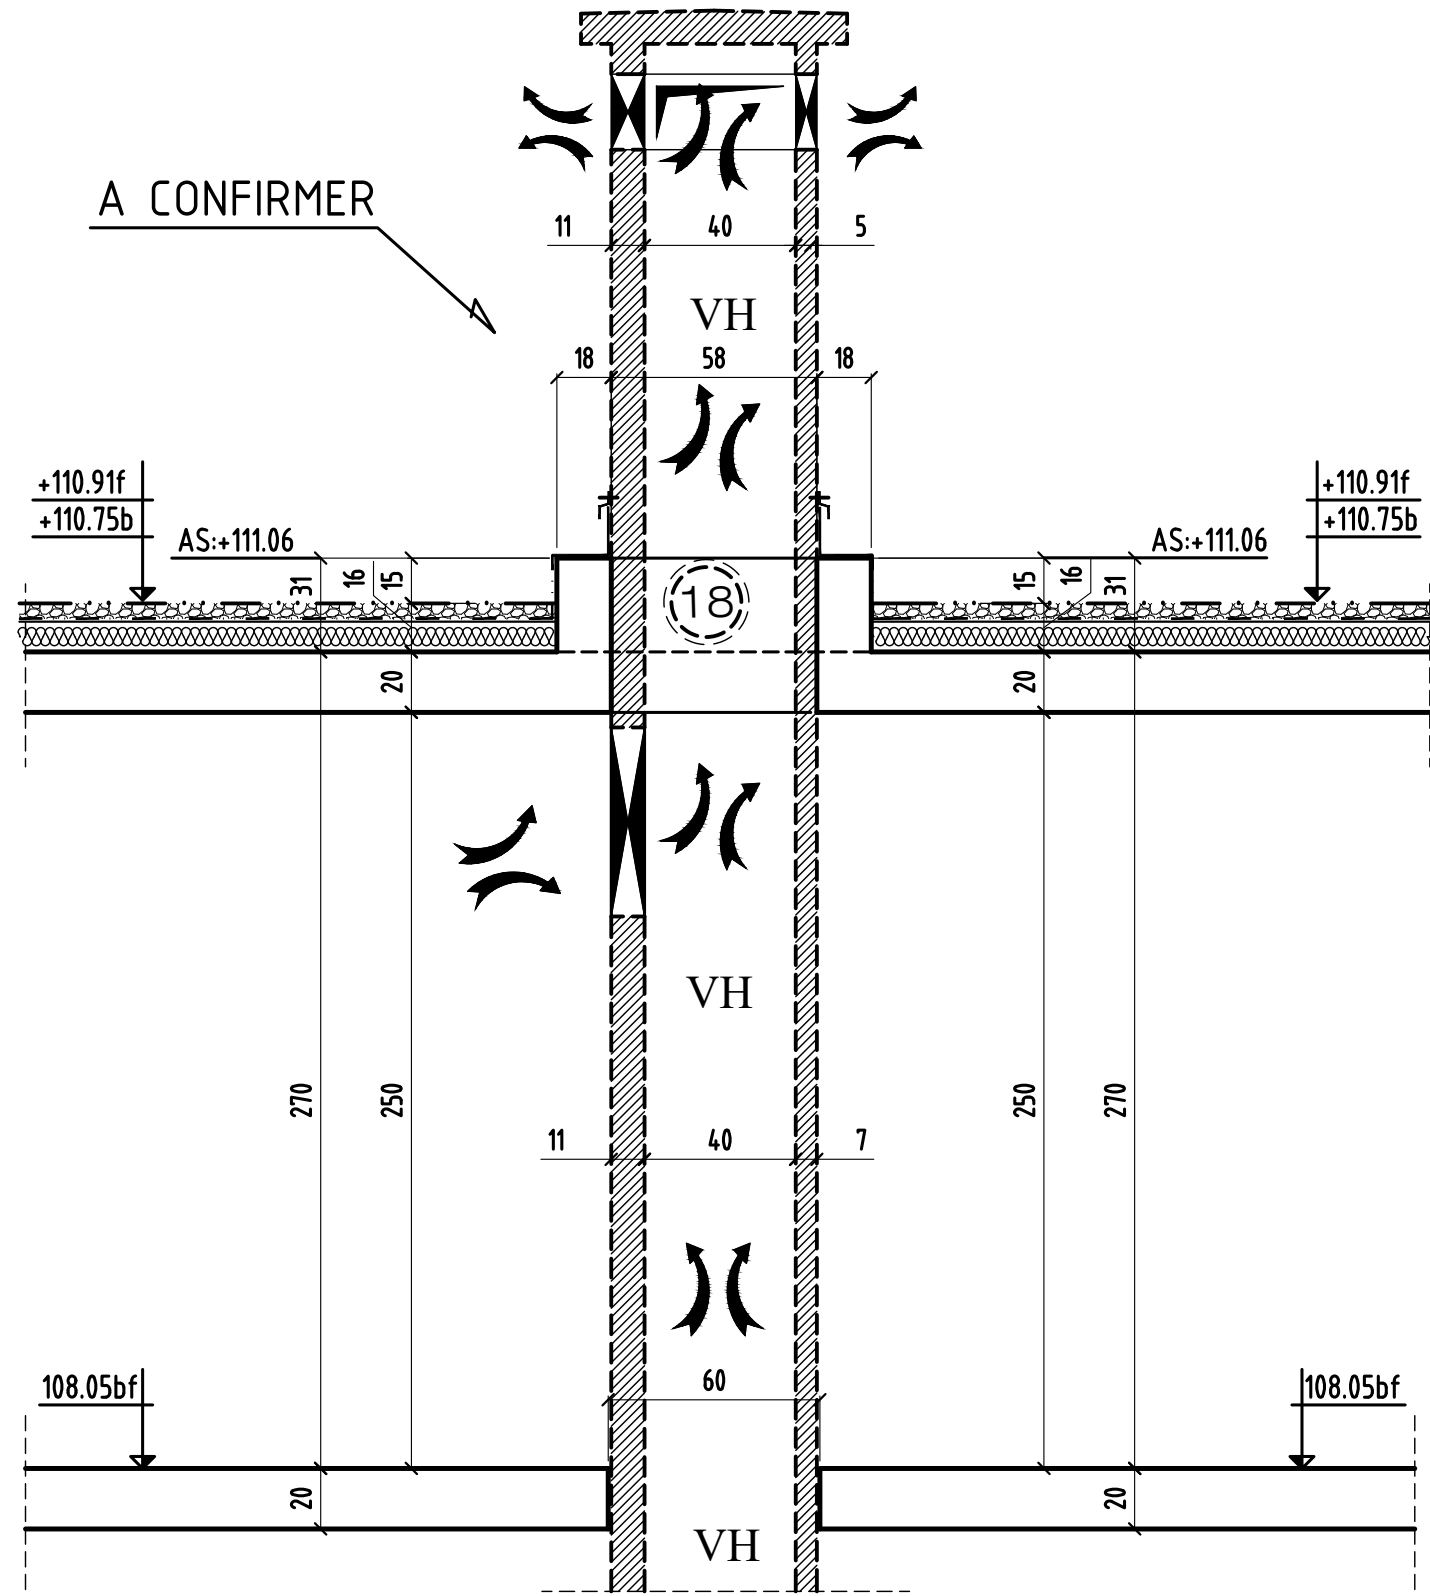 A CONFIRMER
11 40 5
VH
18 58 18
+110.91f
+110.75b
AS:+111.06
+110.91f
+110.75b
AS:+111.06
31 16 15
18
15 16 31
20
20
VH
270 250
250 270
11 40 7
60
108.05bf
108.05bf
20
20
VH